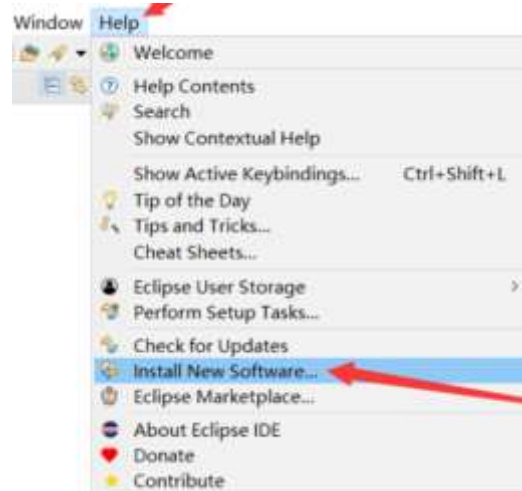 Window Help
Welcome
Help Contents
Search
Show Contextual Help
Show Active Keybindings... Ctrl+Shift+L
Tip of the Day
Tips and Tricks...
Cheat Sheets...
Eclipse User Storage
Perform Setup Tasks...
Check for Updates
Install New Software...
Eclipse Marketplace...
About Eclipse IDE
Donate
Contribute